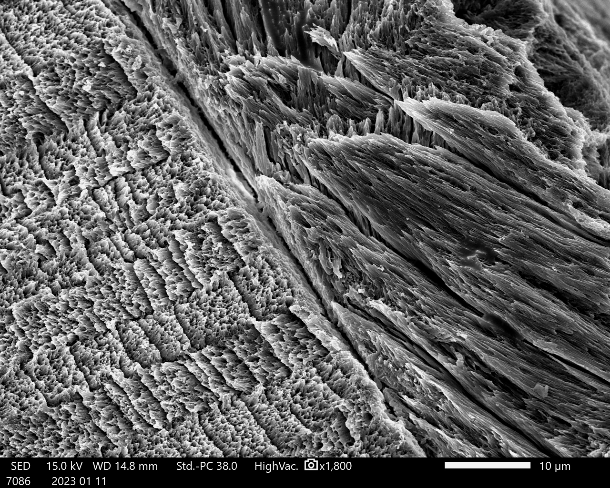 SED 15.0 kV WD 14.8 mm Std.-PC 38.0 HighVac. x1,800 10 µm
7086 2023 01 11